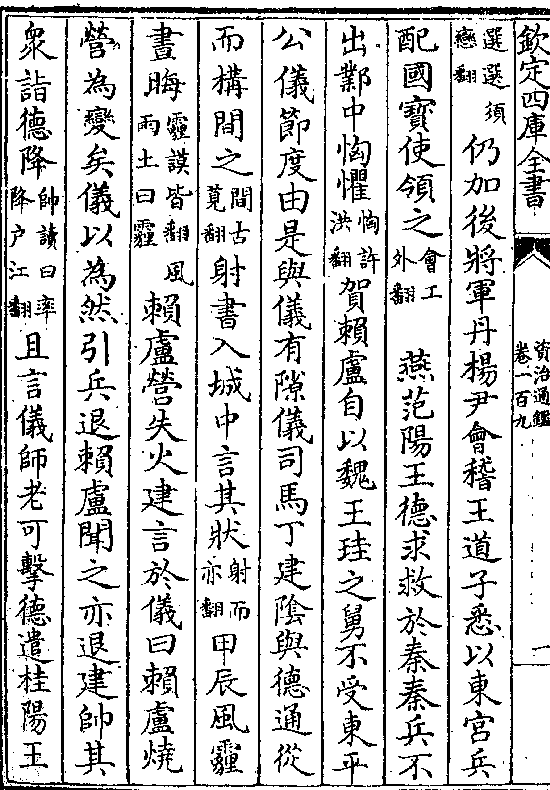 欽定四庫全書
資治通鑑
卷一百九
一
選選須
戀翻
仍加後將軍丹楊尹會稽王道子悉以東宮兵
配國寶使領之
會工
外翻
燕范陽王德求救於秦秦兵不
出鄴中恟懼
恟許
洪翻
賀賴盧自以魏王珪之舅不受東平
公儀節度由是與儀有隙儀司馬丁建隂與德通從
而構間之
間古
莧翻
射書入城中言其狀
射而
亦翻
甲辰風霾
晝晦
霾謨皆翻風
雨土曰霾
賴盧營失火建言於儀曰賴盧燒
營為變矣儀以為然引兵退賴盧聞之亦退建帥其
衆詣德降
帥讀曰率
降户江翻
且言儀師老可擊德遣桂陽王